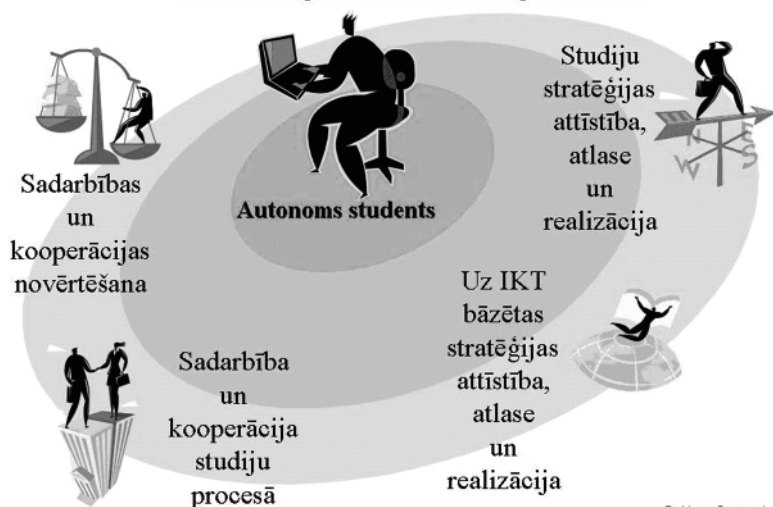 Studiju
stratēģijas
attīstība,
atlase
un
realizācija
Autonoms students
Sadarbības
un
kooperācijas
novērtēšana
Uz IKT
bāzētas
stratēģijas
attīstība,
atlase
un
realizācija
Sadarbība
un
kooperācija
studiju
procesā
N
E
W
S